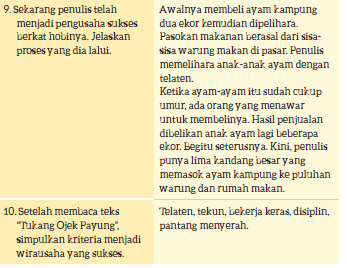 9. Sekarang penulis telah
menjadi pengusaha sukses
berkat hobinya. Jelaskan
proses yang dia lalui.
Awalnya membeli ayam kampung
dua ekor kemudian dipelihara.
Pasokan makanan berasal dari sisa-
sisa warung makan di pasar. Penulis
memelihara anak-anak ayam dengan
telaten.
Ketika ayam-ayam itu sudah cukup
umur, ada orang yang menawar
untuk membelinya. Hasil penjualan
dibelikan anak ayam lagi beberapa
ekor. Begitu seterusnya. Kini, penulis
punya lima kandang besar yang
memasok ayam kampung ke puluhan
warung dan rumah makan.
10. Setelah membaca teks
"Tukang Ojek Payung",
simpulkan kriteria menjadi
wirausaha yang sukses.
Telaten, tekun, bekerja keras, disiplin,
pantang menyerah.